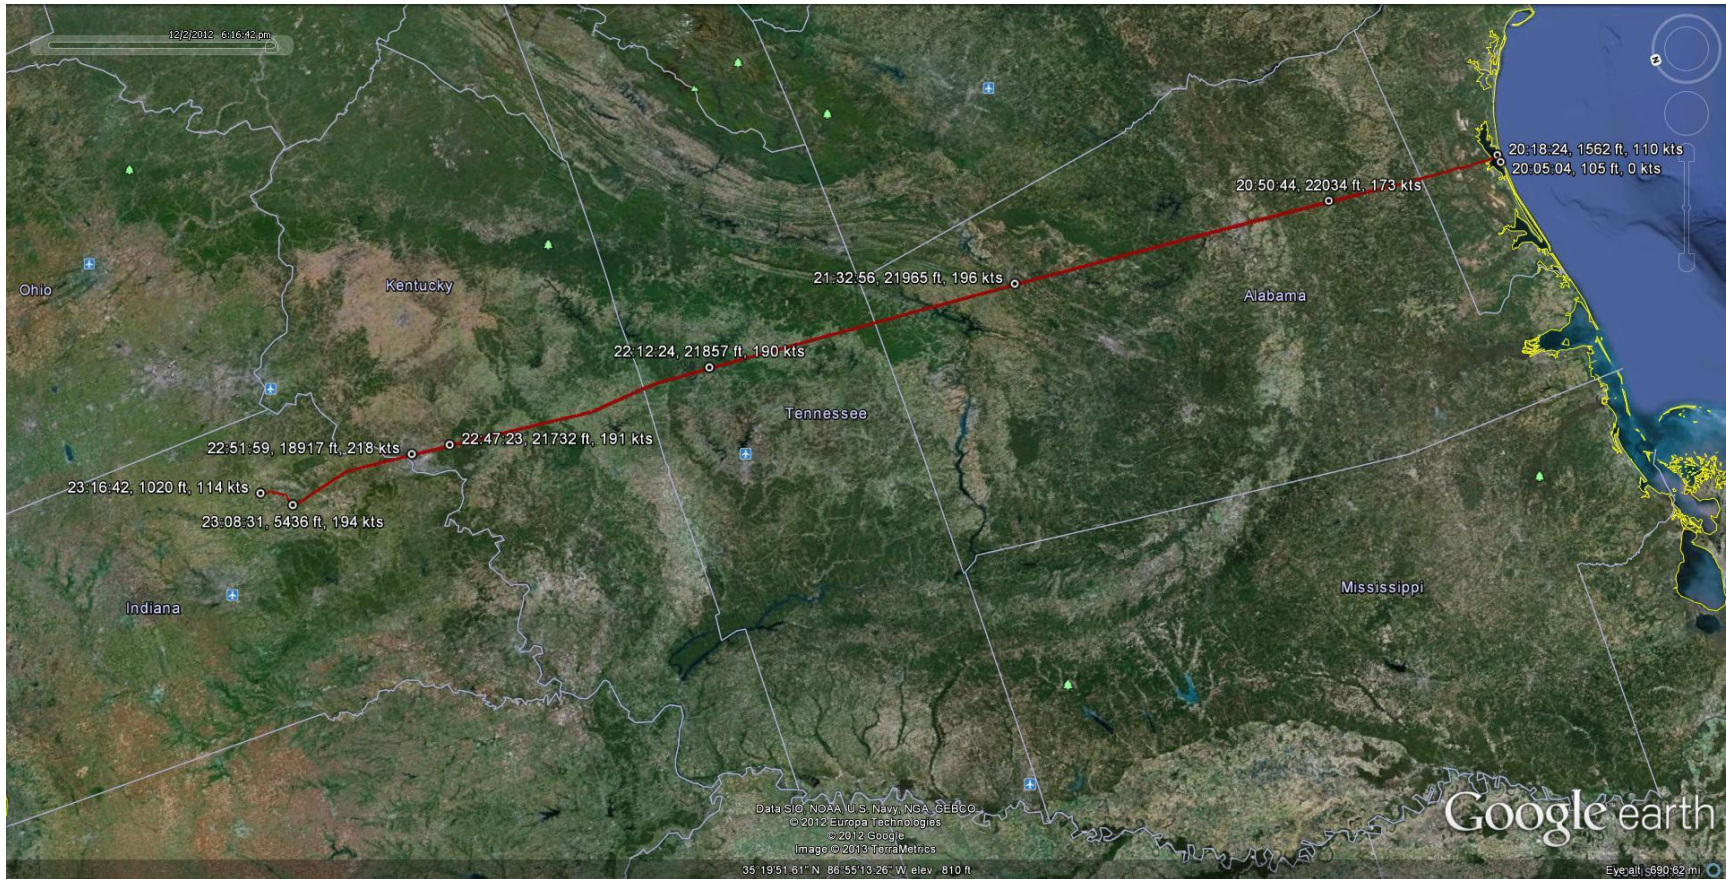 12/2/2012 6:16:42 pm
N
20:18:24, 1562 ft, 110 kts
20:05:04, 105 ft, 0 kts
20:50:44, 22034 ft, 173 kts
21:32:56, 21965 ft, 196 kts
Ohio
Kentucky
Alabama
22:12:24, 21857 ft, 190 kts
Tennessee
22:47:23, 21732 ft, 191 kts
22:51:59, 18917 ft, 218 kts
23:16:42, 1020 ft, 114 kts
23:08:31, 5436 ft, 194 kts
Indiana
Mississippi
Data SIO, NOAA, U.S. Navy, NGA, GEBCO
© 2012 Europa Technologies
© 2012 Google
Image © 2013 TerraMetrics
Google earth
35°19'51.61" N 86°55'13.26" W elev 810 ft
Eye alt 690.62 mi